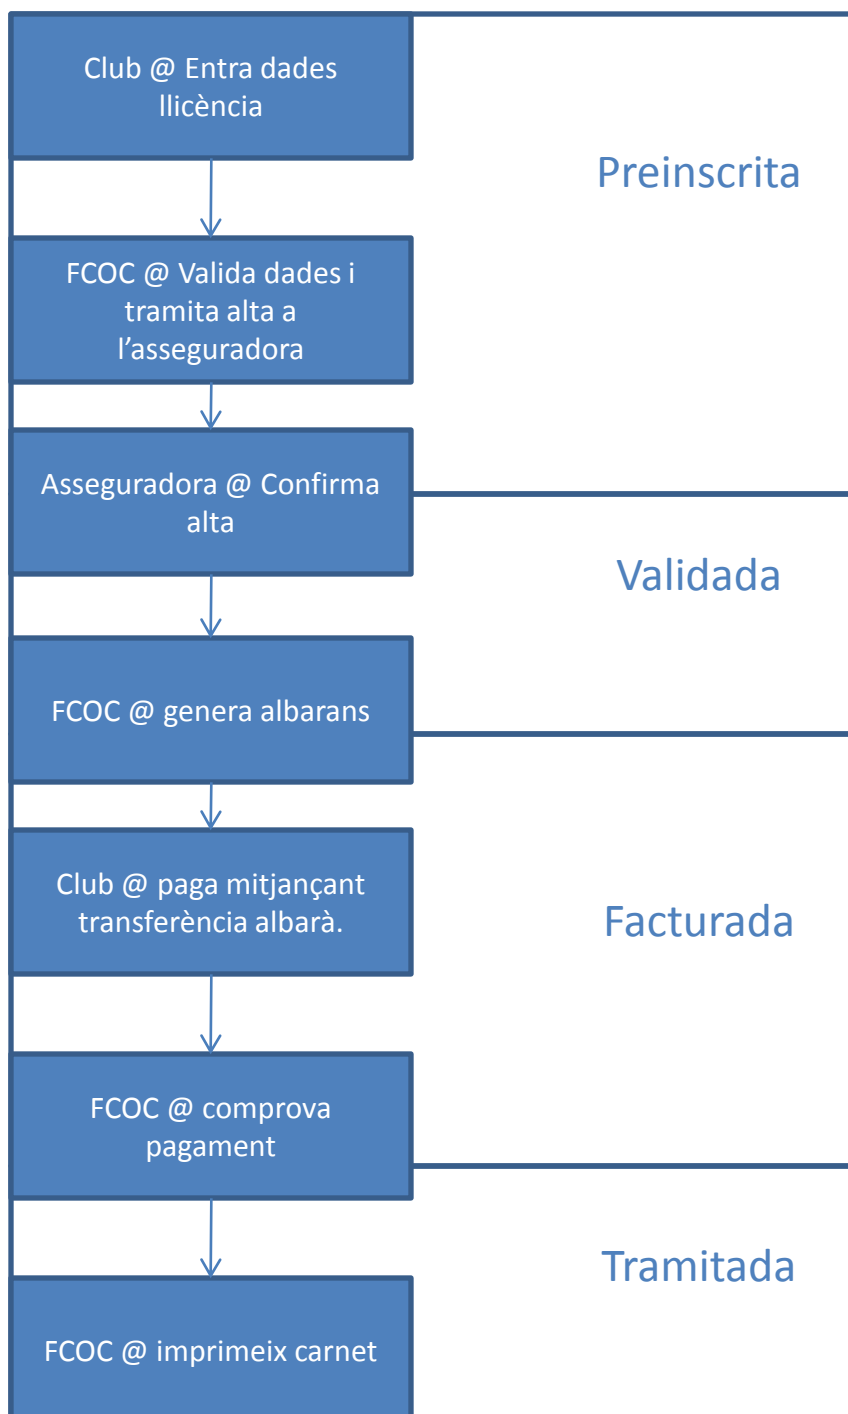 Club @ Entra dades
llicència
Preinscrita
FCOC @ Valida dades i
tramita alta a
l’asseguradora
Asseguradora @ Confirma
alta
Validada
FCOC @ genera albarans
Club @ paga mitjançant
transferència albarà.
Facturada
FCOC @ comprova
pagament
Tramitada
FCOC @ imprimeix carnet